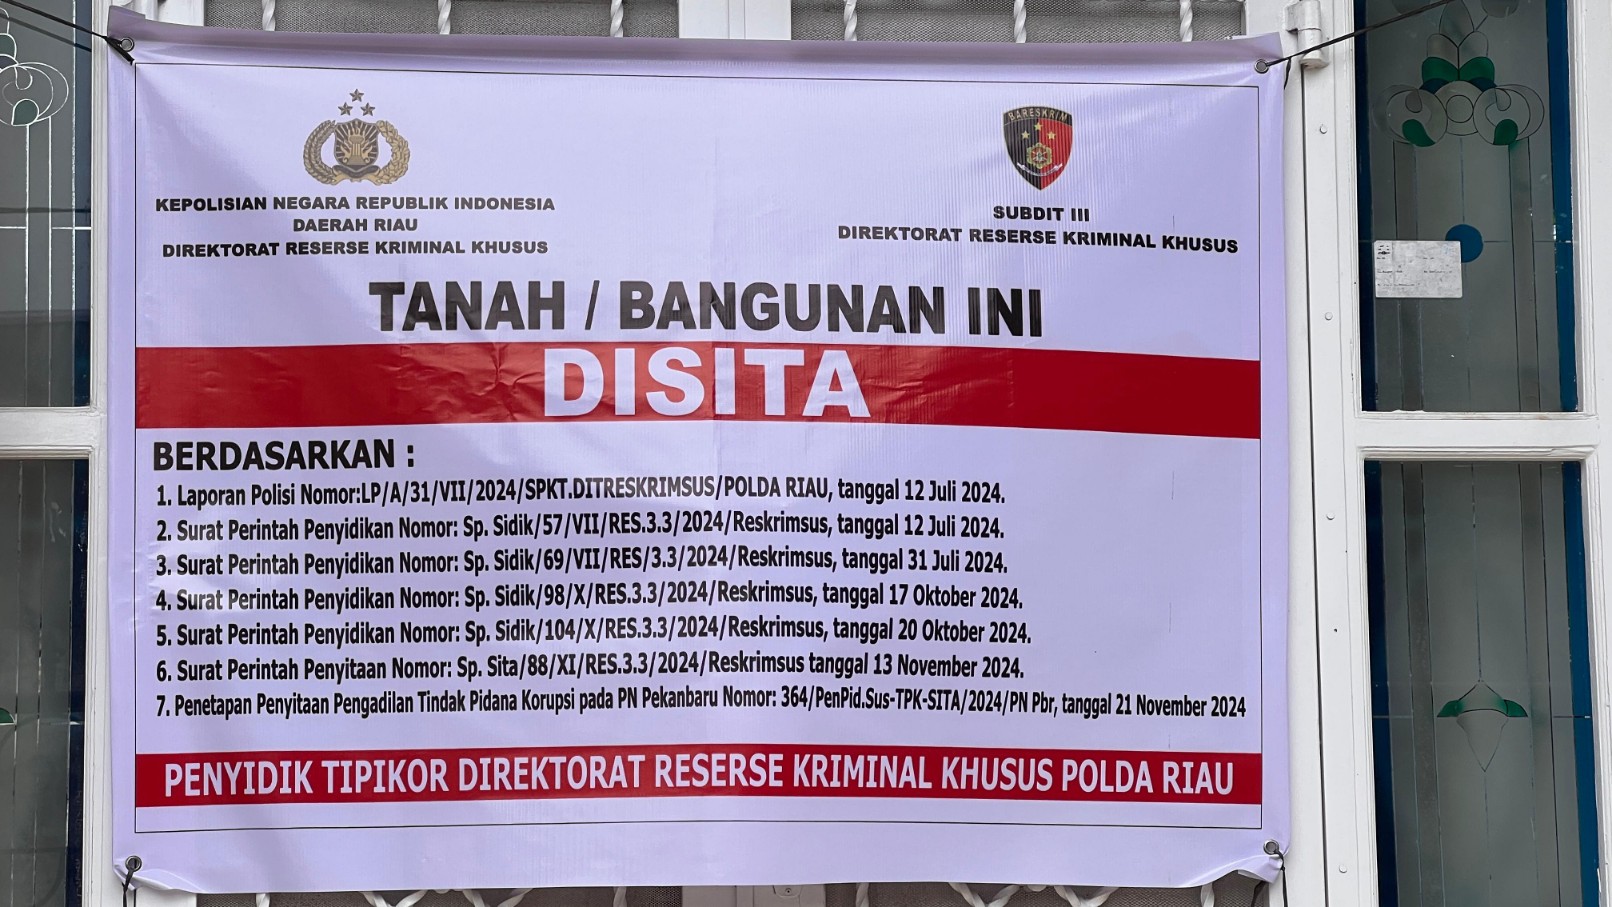 KEPOLISIAN NEGARA REPUBLIK INDONESIA
DAERAH RIAU
DIREKTORAT RESERSE KRIMINAL KHUSUS
BARESKRIM
SUBDIT III
DIREKTORAT RESERSE KRIMINAL KHUSUS
TANAH / BANGUNAN INI
DISITA
BERDASARKAN :
1. Laporan Polisi Nomor:LP/A/31/VII/2024/SPKT.DITRESKRIMSUS/POLDA RIAU, tanggal 12 Juli 2024.
2. Surat Perintah Penyidikan Nomor: Sp. Sidik/57/VII/RES.3.3/2024/Reskrimsus, tanggal 12 Juli 2024.
3. Surat Perintah Penyidikan Nomor: Sp. Sidik/69/VII/RES/3.3/2024/Reskrimsus, tanggal 31 Juli 2024.
4. Surat Perintah Penyidikan Nomor: Sp. Sidik/98/X/RES.3.3/2024/Reskrimsus, tanggal 17 Oktober 2024.
5. Surat Perintah Penyidikan Nomor: Sp. Sidik/104/X/RES.3.3/2024/Reskrimsus, tanggal 20 Oktober 2024.
6. Surat Perintah Penyitaan Nomor: Sp. Sita/88/XI/RES.3.3/2024/Reskrimsus tanggal 13 November 2024.
7. Penetapan Penyitaan Pengadilan Tindak Pidana Korupsi pada PN Pekanbaru Nomor: 364/PenPid.Sus-TPK-SITA/2024/PN Pbr, tanggal 21 November 2024
PENYIDIK TIPIKOR DIREKTORAT RESERSE KRIMINAL KHUSUS POLDA RIAU